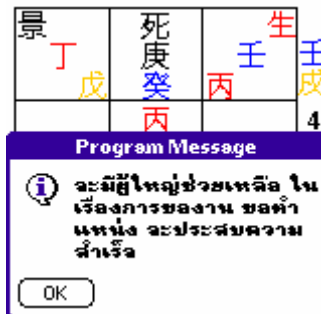 景 死 生
丁 庚 壬 壬
戊 癸 丙 戍
丙 4
Program Message
จะมีผู้ใหญ่ช่วยเหลือ ใน
เรื่องการของาน ขอตำ
แหน่ง จะประสบความ
สำเร็จ
OK